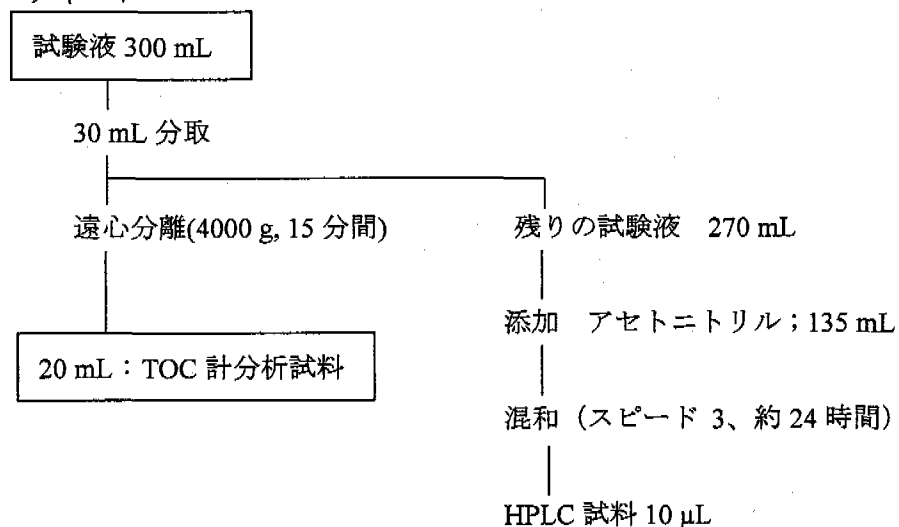 試験液 300 mL
30 mL 分取
遠心分離(4000 g, 15 分間)
残りの試験液 270 mL
添加 アセトニトリル；135 mL
20 mL：TOC 計分析試料
混和（スピード 3、約 24 時間）
HPLC 試料 10 µL